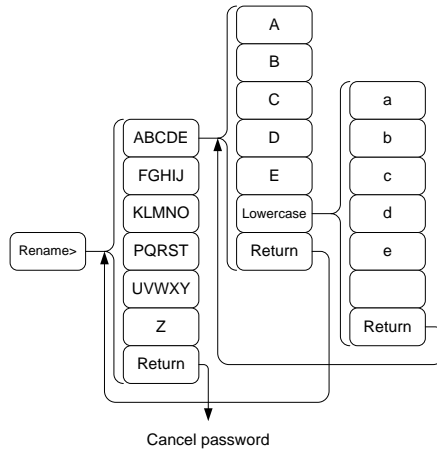 Rename>
ABCDE
FGHIJ
KLMNO
PQRST
UVWXY
Z
Return
A
B
C
D
E
Lowercase
Return
a
b
c
d
e
Return
Cancel password